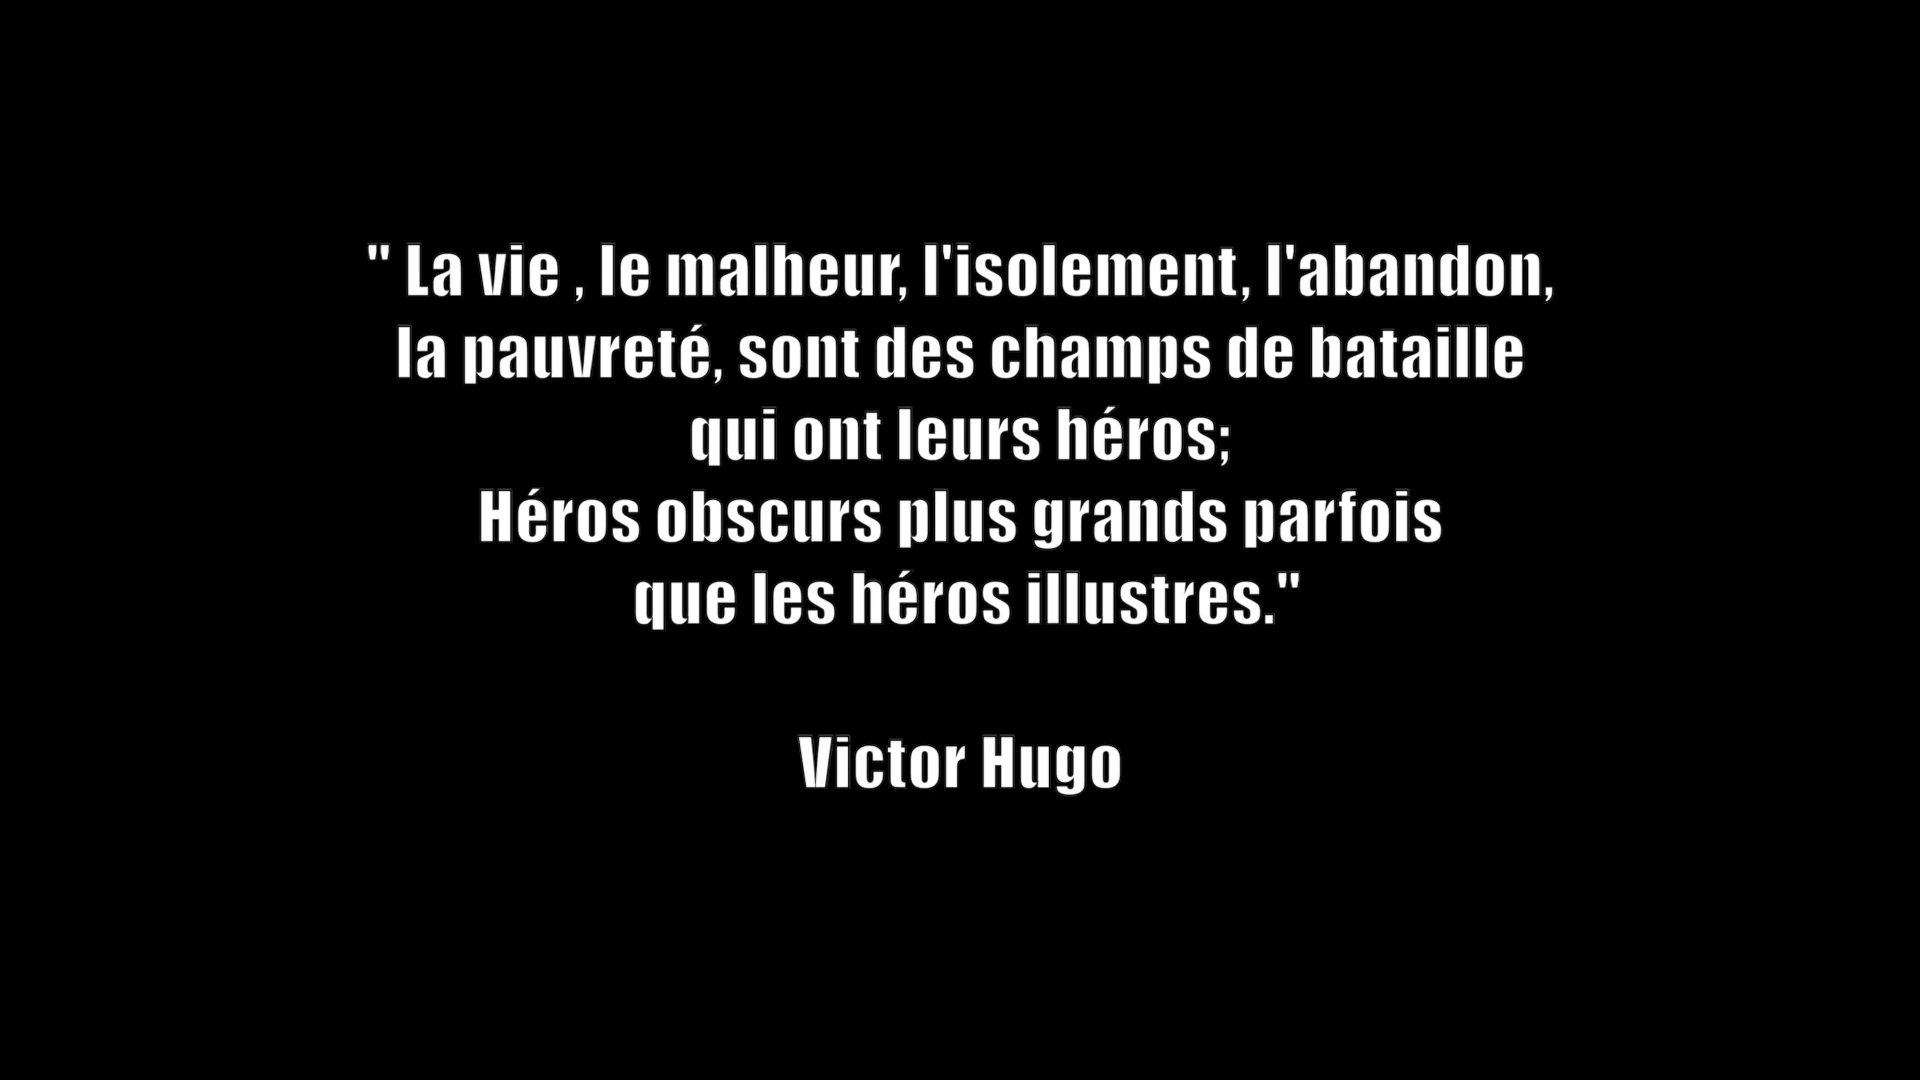 " La vie , le malheur, l'isolement, l'abandon,
la pauvreté, sont des champs de bataille
qui ont leurs héros;
Héros obscurs plus grands parfois
que les héros illustres."
Victor Hugo